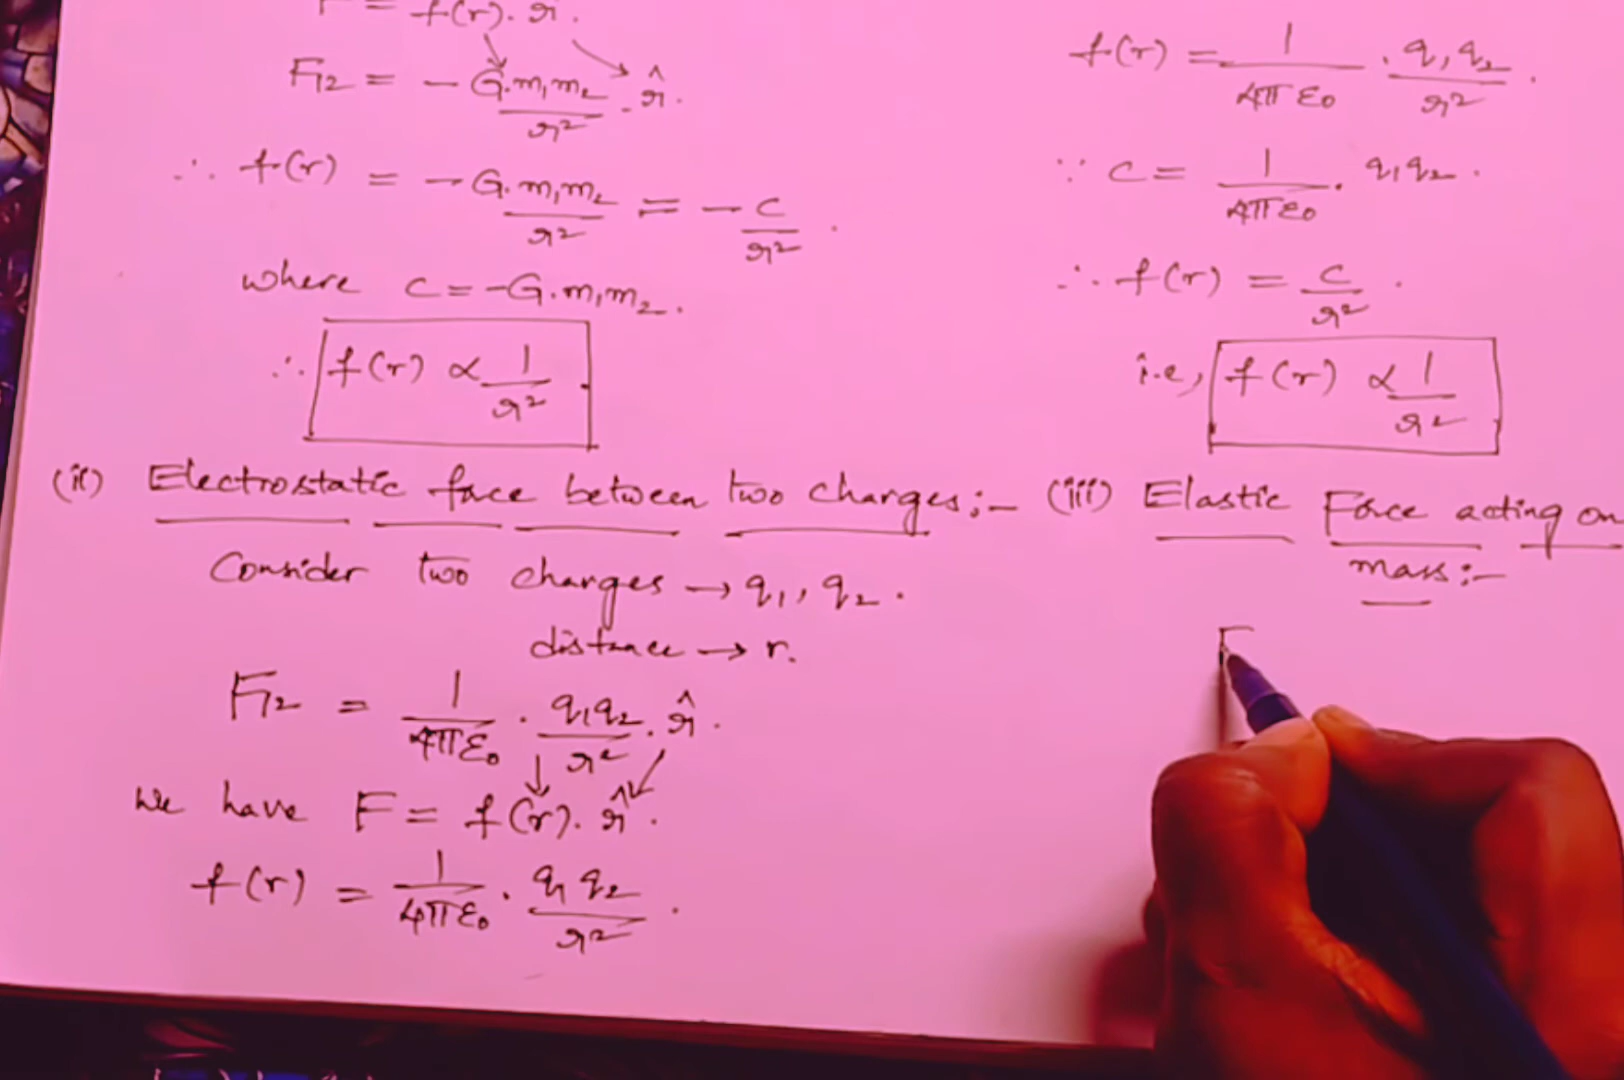 F = f(r). r̂.
F₁₂ = - G.m₁m₂/r² . r̂.
∴ f(r) = - G.m₁m₂/r² = - c/r² .
where c = -G.m₁m₂.
∴ f(r) ∝ 1/r²
(ii) Electrostatic force between two charges:-
Consider two charges → q₁, q₂.
distance → r.
F₁₂ = 1/4πε₀ . q₁q₂/r² . r̂.
We have F = f(r). r̂.
f(r) = 1/4πε₀ . q₁q₂/r² .
f(r) = 1/4πε₀ . q₁q₂/r² .
∵ c = 1/4πε₀ . q₁q₂.
∴ f(r) = c/r² .
i.e, f(r) ∝ 1/r²
(iii) Elastic Force acting on
mass:-
F